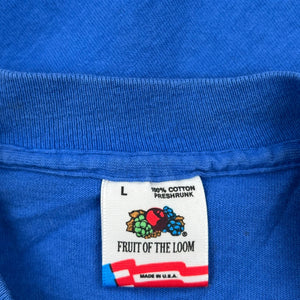 L
100% COTTON
PRESHRUNK
FRUIT OF THE LOOM
MADE IN U.S.A.